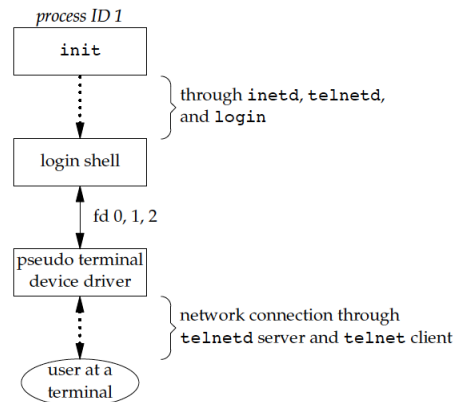 process ID 1
init
through inetd, telnetd,
and login
login shell
fd 0, 1, 2
pseudo terminal
device driver
network connection through
telnetd server and telnet client
user at a
terminal